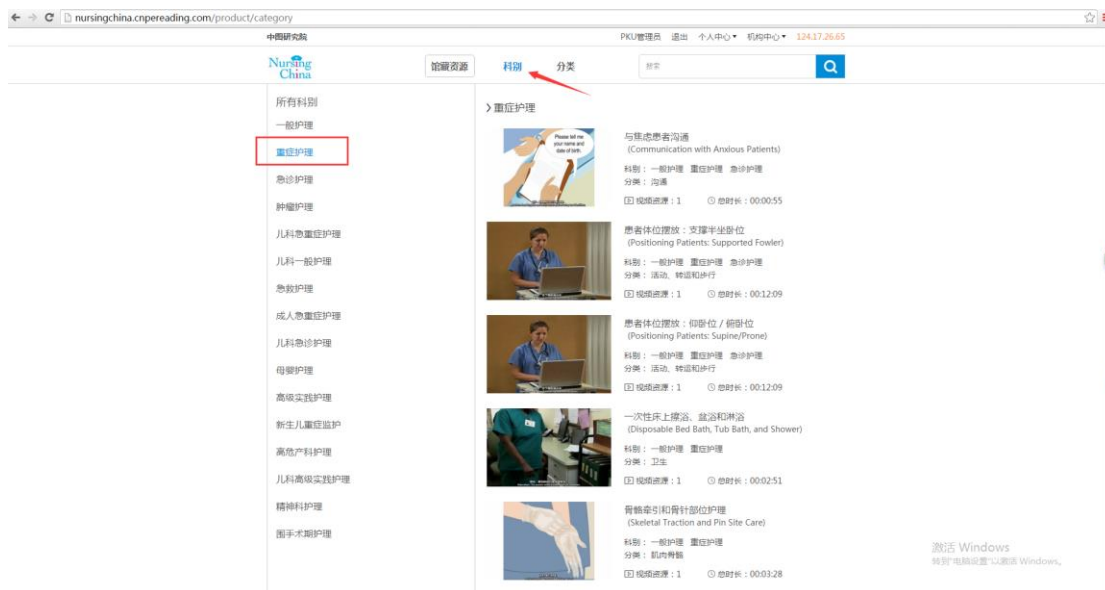 nursingchina.cnpereading.com/product/category
中图研究院 PKU管理员 退出 个人中心 机构中心 124.17.26.65
Nursing China 馆藏资源 科别 分类 搜索
所有科别
一般护理
重症护理
急诊护理
肿瘤护理
儿科急重症护理
儿科一般护理
急救护理
成人急重症护理
儿科急诊护理
母婴护理
高级实践护理
新生儿重症监护
高危产科护理
儿科高级实践护理
精神科护理
围手术期护理
重症护理
Please tell me
your name and
date of birth.
与焦虑患者沟通
(Communication with Anxious Patients)
科别： 一般护理 重症护理 急诊护理
分类： 沟通
视频资源：1 总时长：00:00:55
患者体位摆放：支撑半坐卧位
(Positioning Patients: Supported Fowler)
科别： 一般护理 重症护理 急诊护理
分类： 活动、转运和步行
视频资源：1 总时长：00:12:09
患者体位摆放：仰卧位 / 俯卧位
(Positioning Patients: Supine/Prone)
科别： 一般护理 重症护理 急诊护理
分类： 活动、转运和步行
视频资源：1 总时长：00:12:09
一次性床上擦浴、盆浴和淋浴
(Disposable Bed Bath, Tub Bath, and Shower)
科别： 一般护理 重症护理
分类： 卫生
视频资源：1 总时长：00:02:51
骨骼牵引和骨针部位护理
(Skeletal Traction and Pin Site Care)
科别： 一般护理 重症护理
分类： 肌肉骨骼
视频资源：1 总时长：00:03:28
激活 Windows
转到"电脑设置"以激活 Windows。